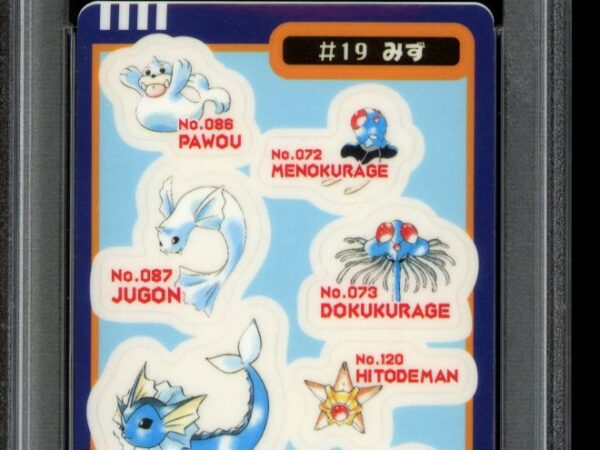 #19 みず
No.086
PAWOU
No.072
MENOKURAGE
No.087
JUGON
No.073
DOKUKURAGE
No.120
HITODEMAN